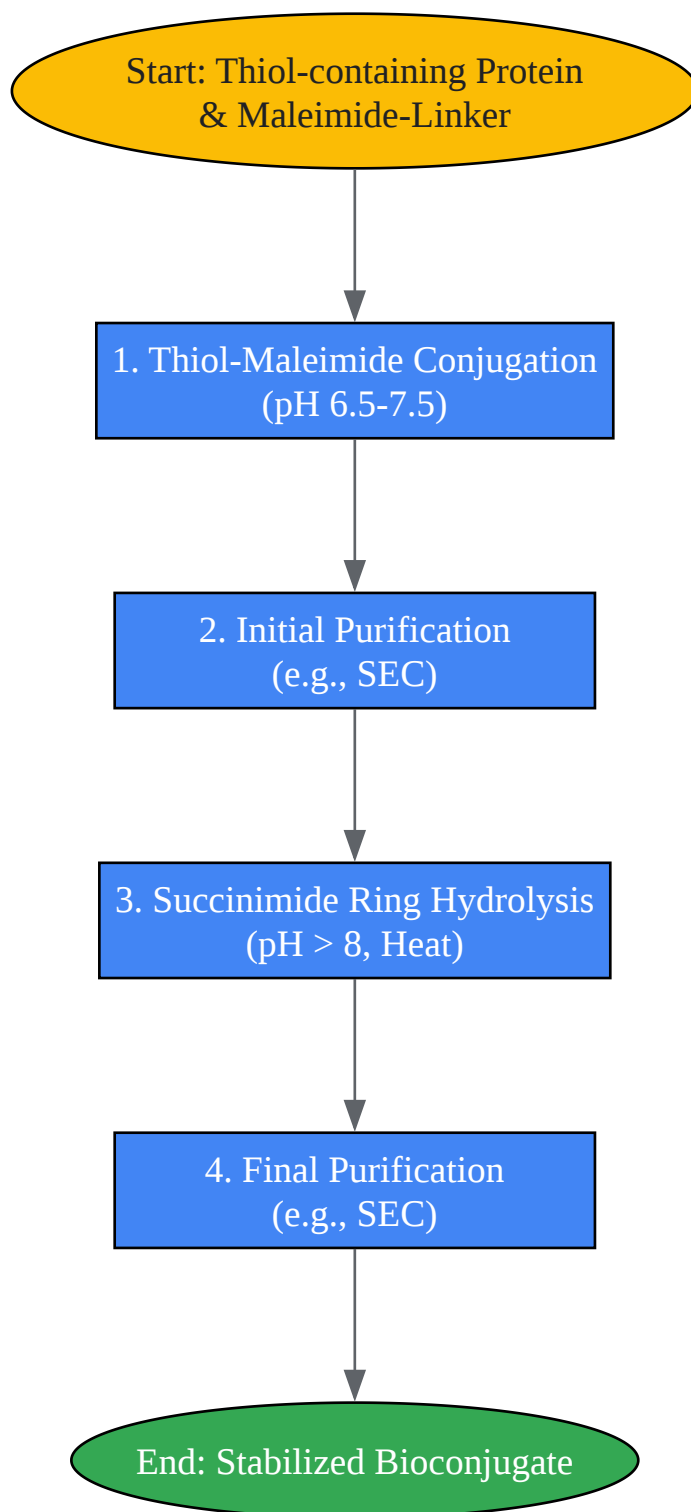 Start: Thiol-containing Protein
& Maleimide-Linker
1. Thiol-Maleimide Conjugation
(pH 6.5-7.5)
2. Initial Purification
(e.g., SEC)
3. Succinimide Ring Hydrolysis
(pH > 8, Heat)
4. Final Purification
(e.g., SEC)
End: Stabilized Bioconjugate